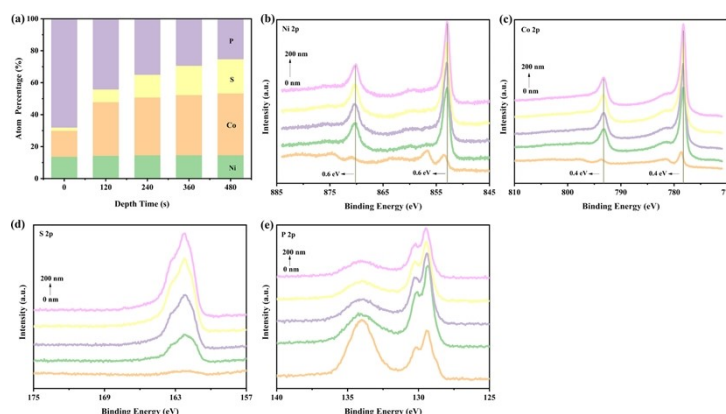 (a)
100
80
60
40
20
0
Atom Percentage (%)
P
S
Co
Ni
0 120 240 360 480
Depth Time (s)
(b)
Ni 2p
200 nm
0 nm
Intensity (a.u.)
0.6 eV
0.6 eV
885 870 855 845
Binding Energy (eV)
(c)
Co 2p
200 nm
0 nm
Intensity (a.u.)
0.4 eV
0.4 eV
810 800 790 780
Binding Energy (eV)
(d)
S 2p
200 nm
0 nm
Intensity (a.u.)
175 169 163 157
Binding Energy (eV)
(e)
P 2p
200 nm
0 nm
Intensity (a.u.)
140 135 130 125
Binding Energy (eV)